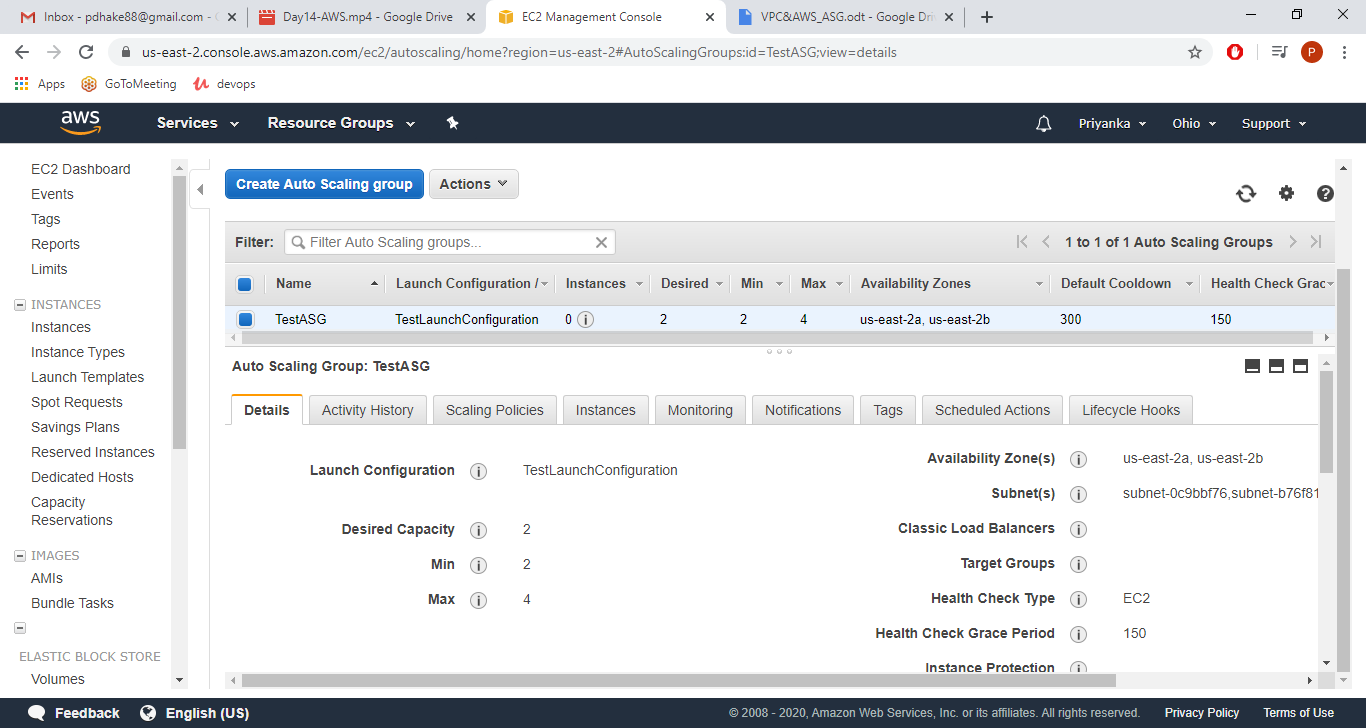 Inbox - pdhake88@gmail.com -
Day14-AWS.mp4 - Google Drive
EC2 Management Console
VPC&AWS_ASG.odt - Google Dri
us-east-2.console.aws.amazon.com/ec2/autoscaling/home?region=us-east-2#AutoScalingGroups:id=TestASG;view=details
P
Apps
GoToMeeting
devops
aws
Services
Resource Groups
Priyanka
Ohio
Support
EC2 Dashboard
Events
Tags
Reports
Limits
INSTANCES
Instances
Instance Types
Launch Templates
Spot Requests
Savings Plans
Reserved Instances
Dedicated Hosts
Capacity
Reservations
IMAGES
AMIs
Bundle Tasks
ELASTIC BLOCK STORE
Volumes
Create Auto Scaling group
Actions
Filter:
Filter Auto Scaling groups...
1 to 1 of 1 Auto Scaling Groups
Name Launch Configuration / Instances Desired Min Max Availability Zones Default Cooldown Health Check Grac
TestASG TestLaunchConfiguration 0 2 2 4 us-east-2a, us-east-2b 300 150
Auto Scaling Group: TestASG
Details Activity History Scaling Policies Instances Monitoring Notifications Tags Scheduled Actions Lifecycle Hooks
Launch Configuration TestLaunchConfiguration
Desired Capacity 2
Min 2
Max 4
Availability Zone(s) us-east-2a, us-east-2b
Subnet(s) subnet-0c9bbf76,subnet-b76f81
Classic Load Balancers
Target Groups
Health Check Type EC2
Health Check Grace Period 150
Instance Protection
Feedback
English (US)
© 2008 - 2020, Amazon Web Services, Inc. or its affiliates. All rights reserved.
Privacy Policy
Terms of Use